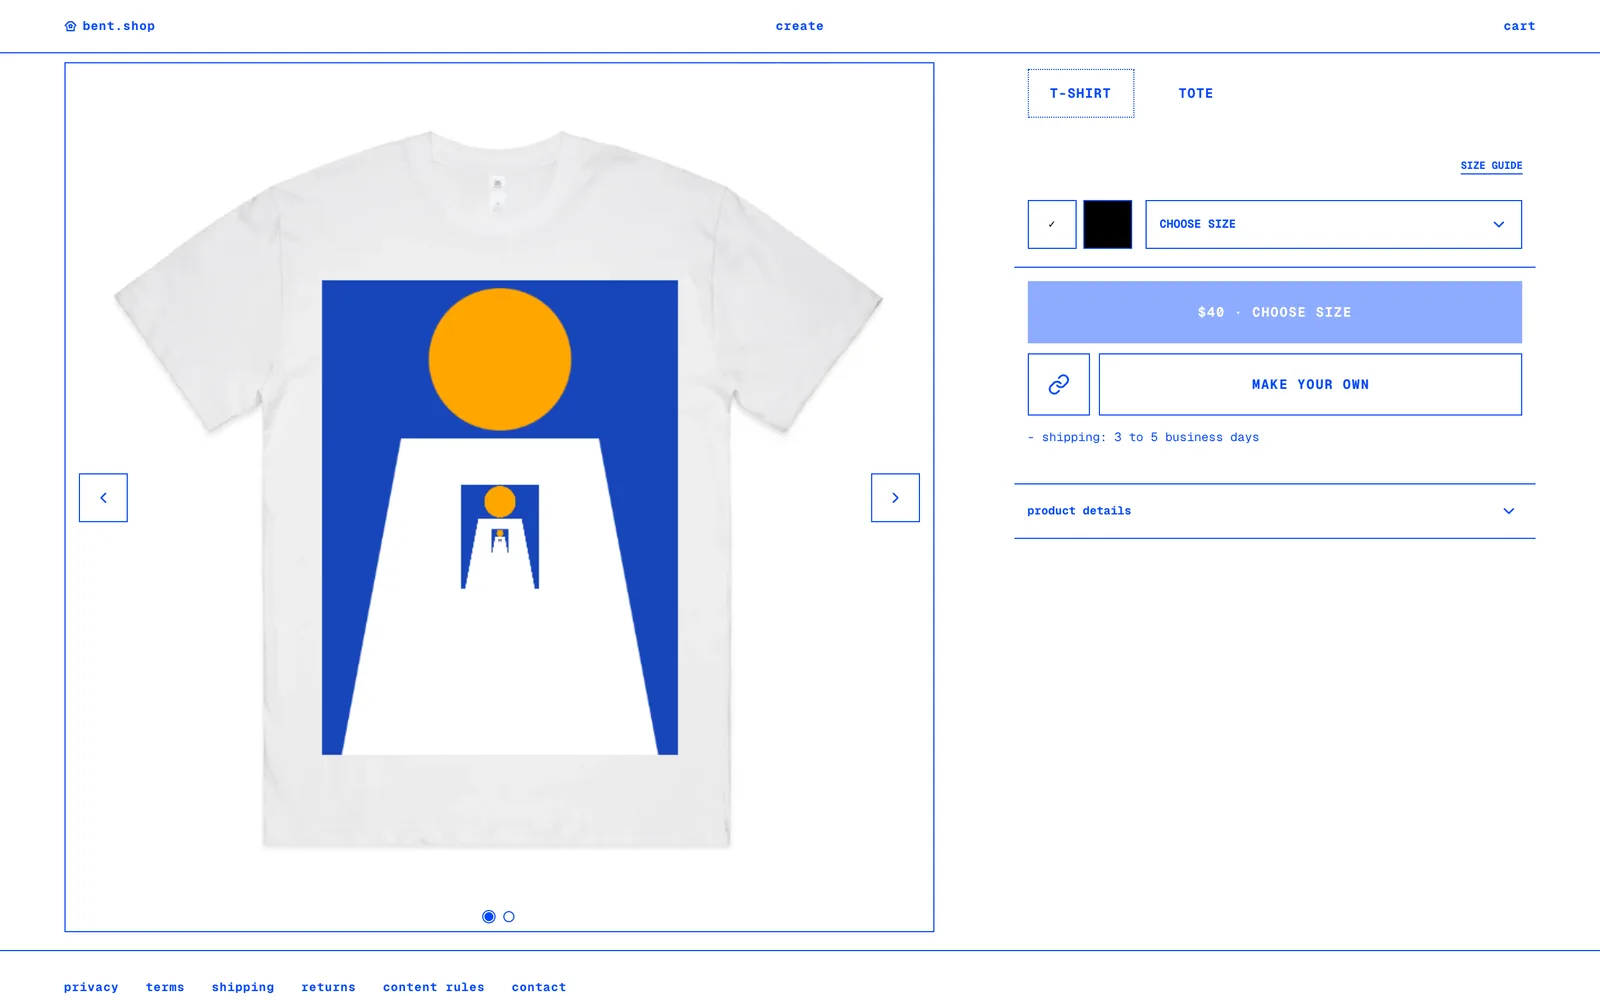 bent.shop
create
cart
T-SHIRT
TOTE
SIZE GUIDE
CHOOSE SIZE
$40 · CHOOSE SIZE
MAKE YOUR OWN
- shipping: 3 to 5 business days
product details
privacy terms shipping returns content rules contact